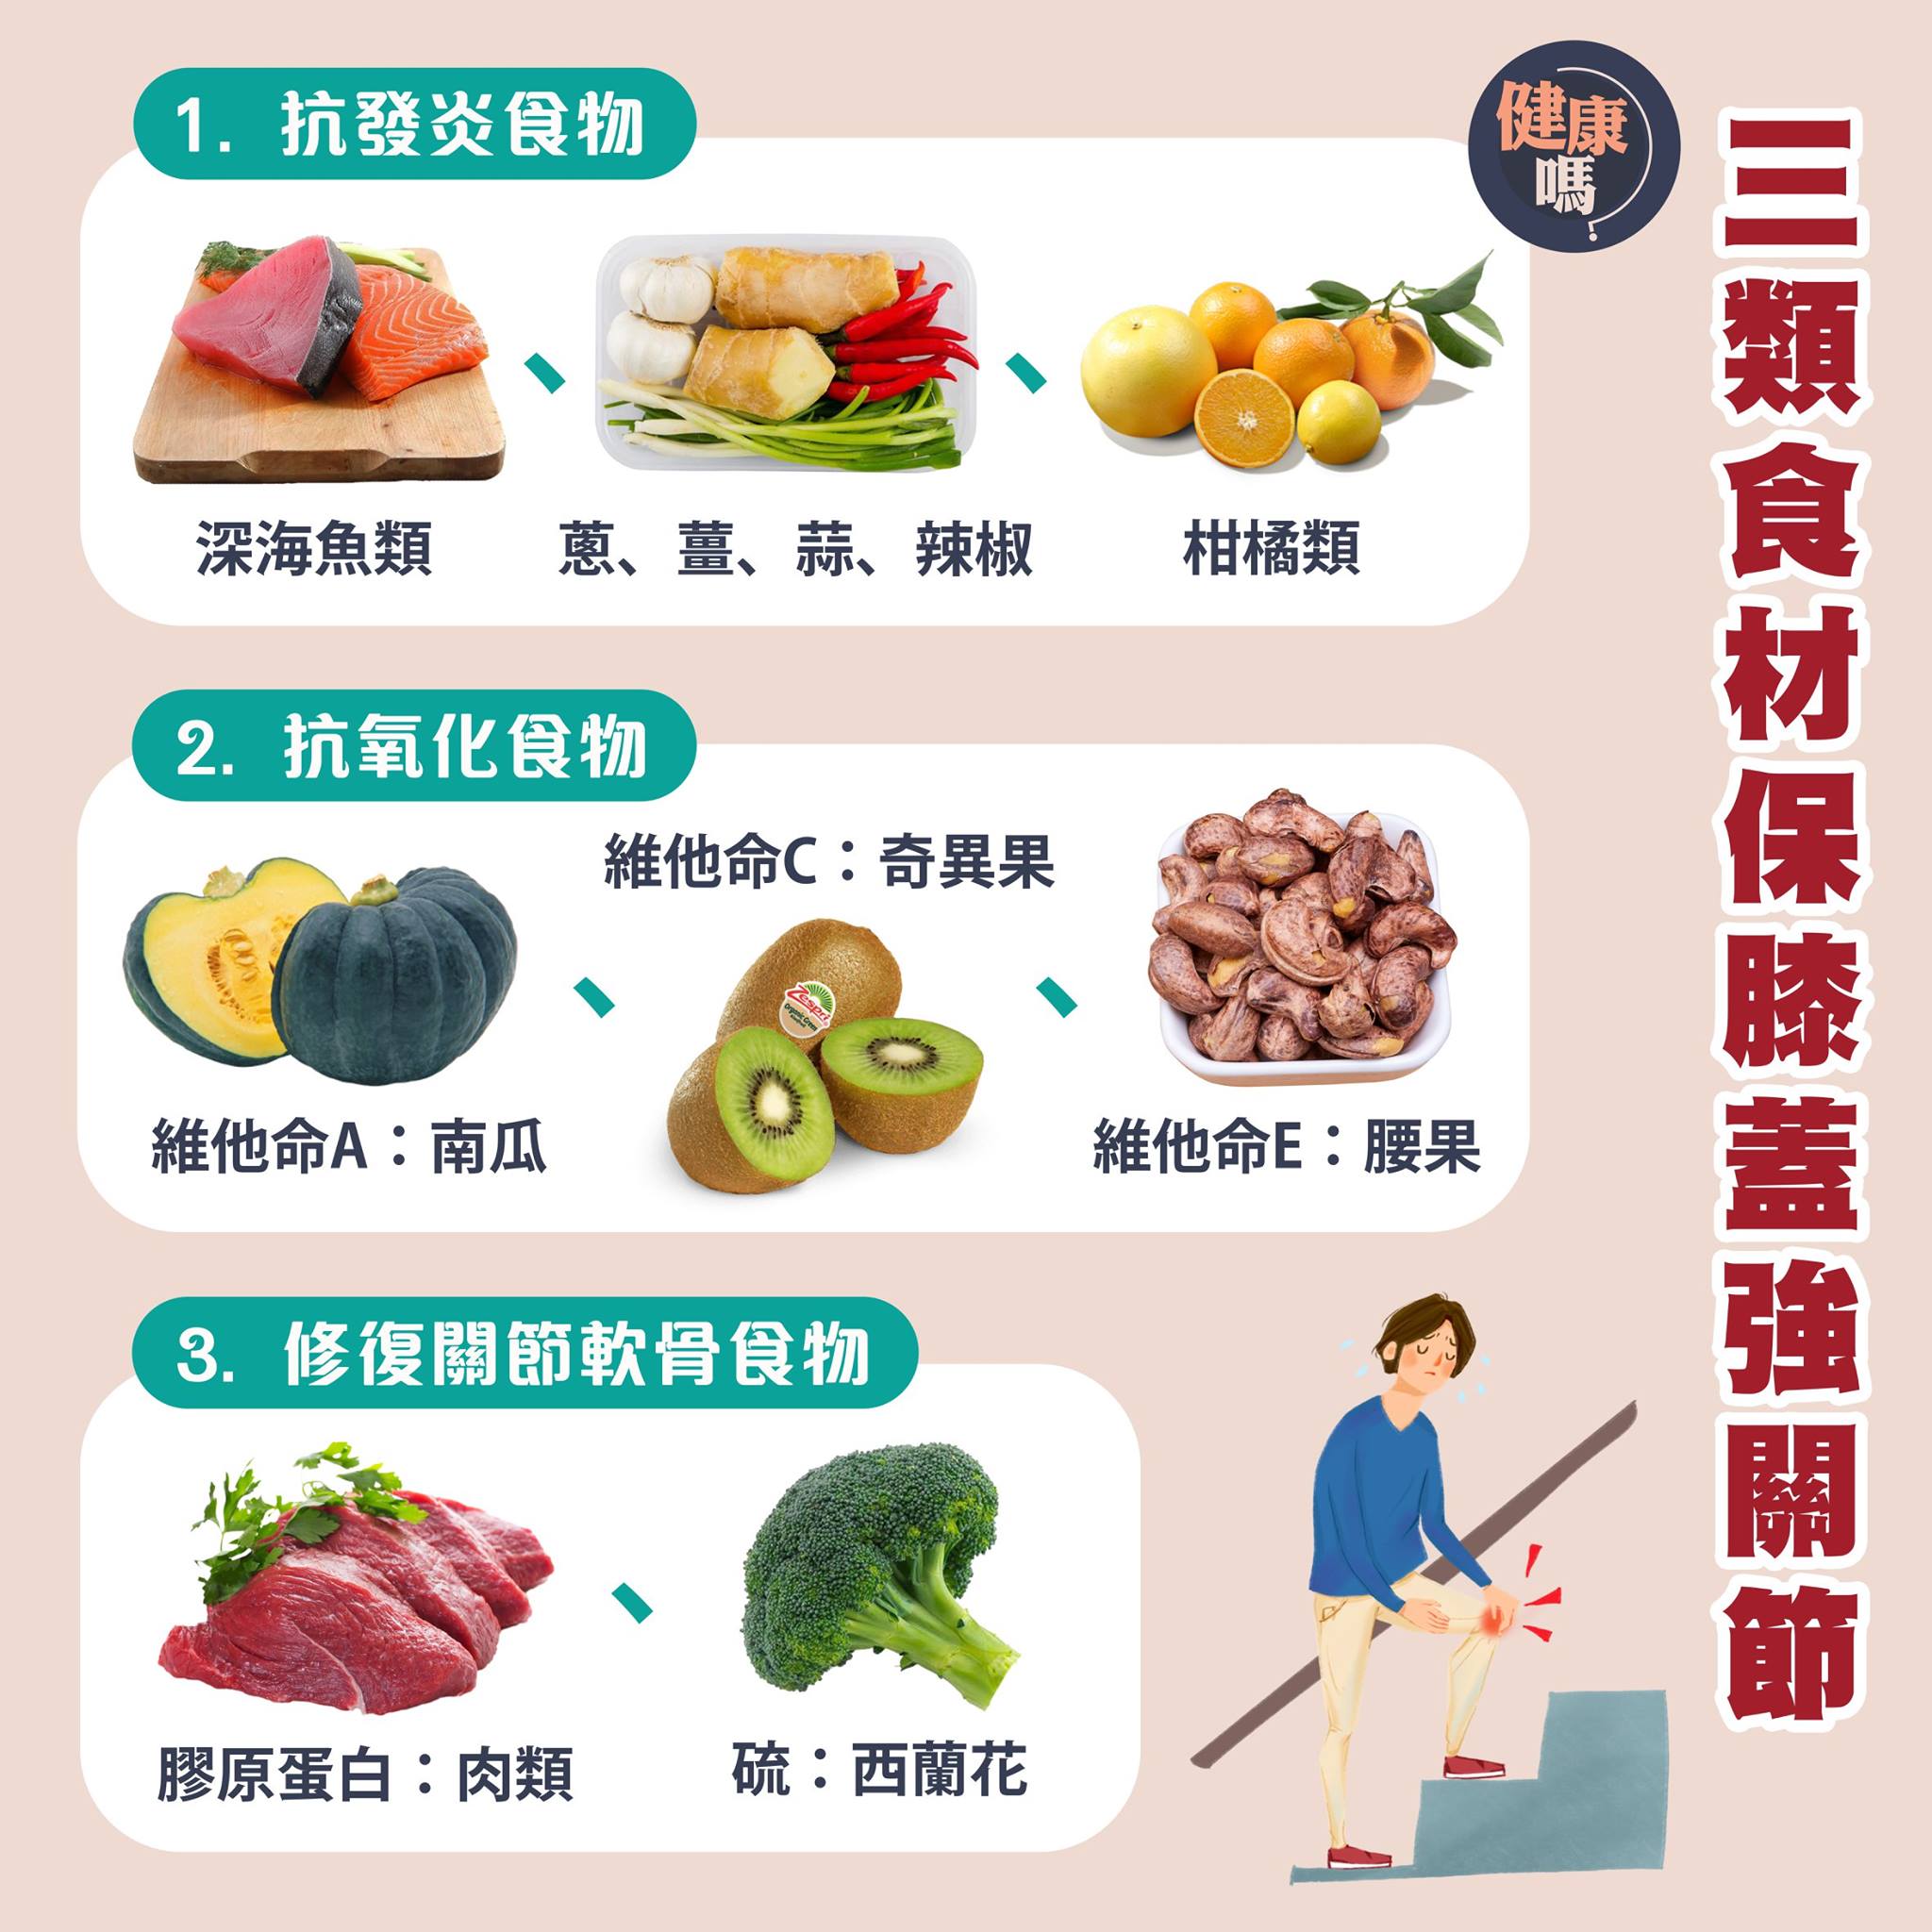 三類食材保膝蓋強關節
健康
嗎?
1. 抗發炎食物
深海魚類
蔥、薑、蒜、辣椒
柑橘類
2. 抗氧化食物
維他命A：南瓜
維他命C：奇異果
Zespri
Organic Green
維他命E：腰果
3. 修復關節軟骨食物
膠原蛋白：肉類
硫：西蘭花